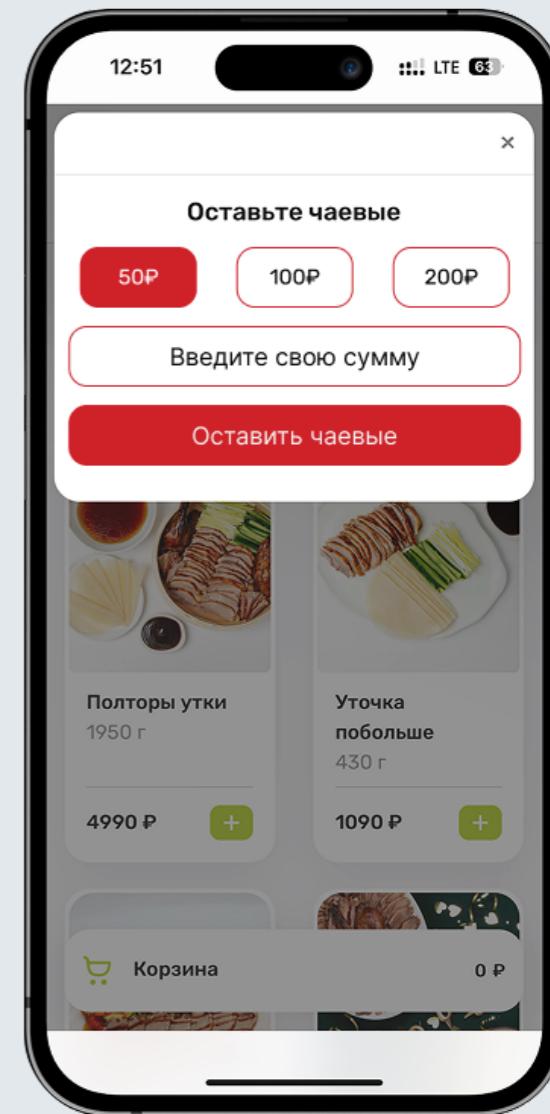 12:51 LTE 63
×
Оставьте чаевые
50₽ 100₽ 200₽
Введите свою сумму
Оставить чаевые
Полторы утки
1950 г
4990 ₽ +
Уточка
побольше
430 г
1090 ₽ +
Корзина 0 ₽